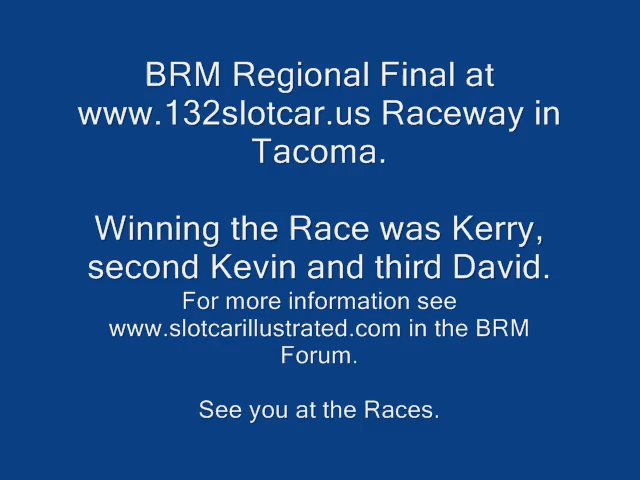 BRM Regional Final at
www.132slotcar.us Raceway in
Tacoma.
Winning the Race was Kerry,
second Kevin and third David.
For more information see
www.slotcarillustrated.com in the BRM
Forum.
See you at the Races.